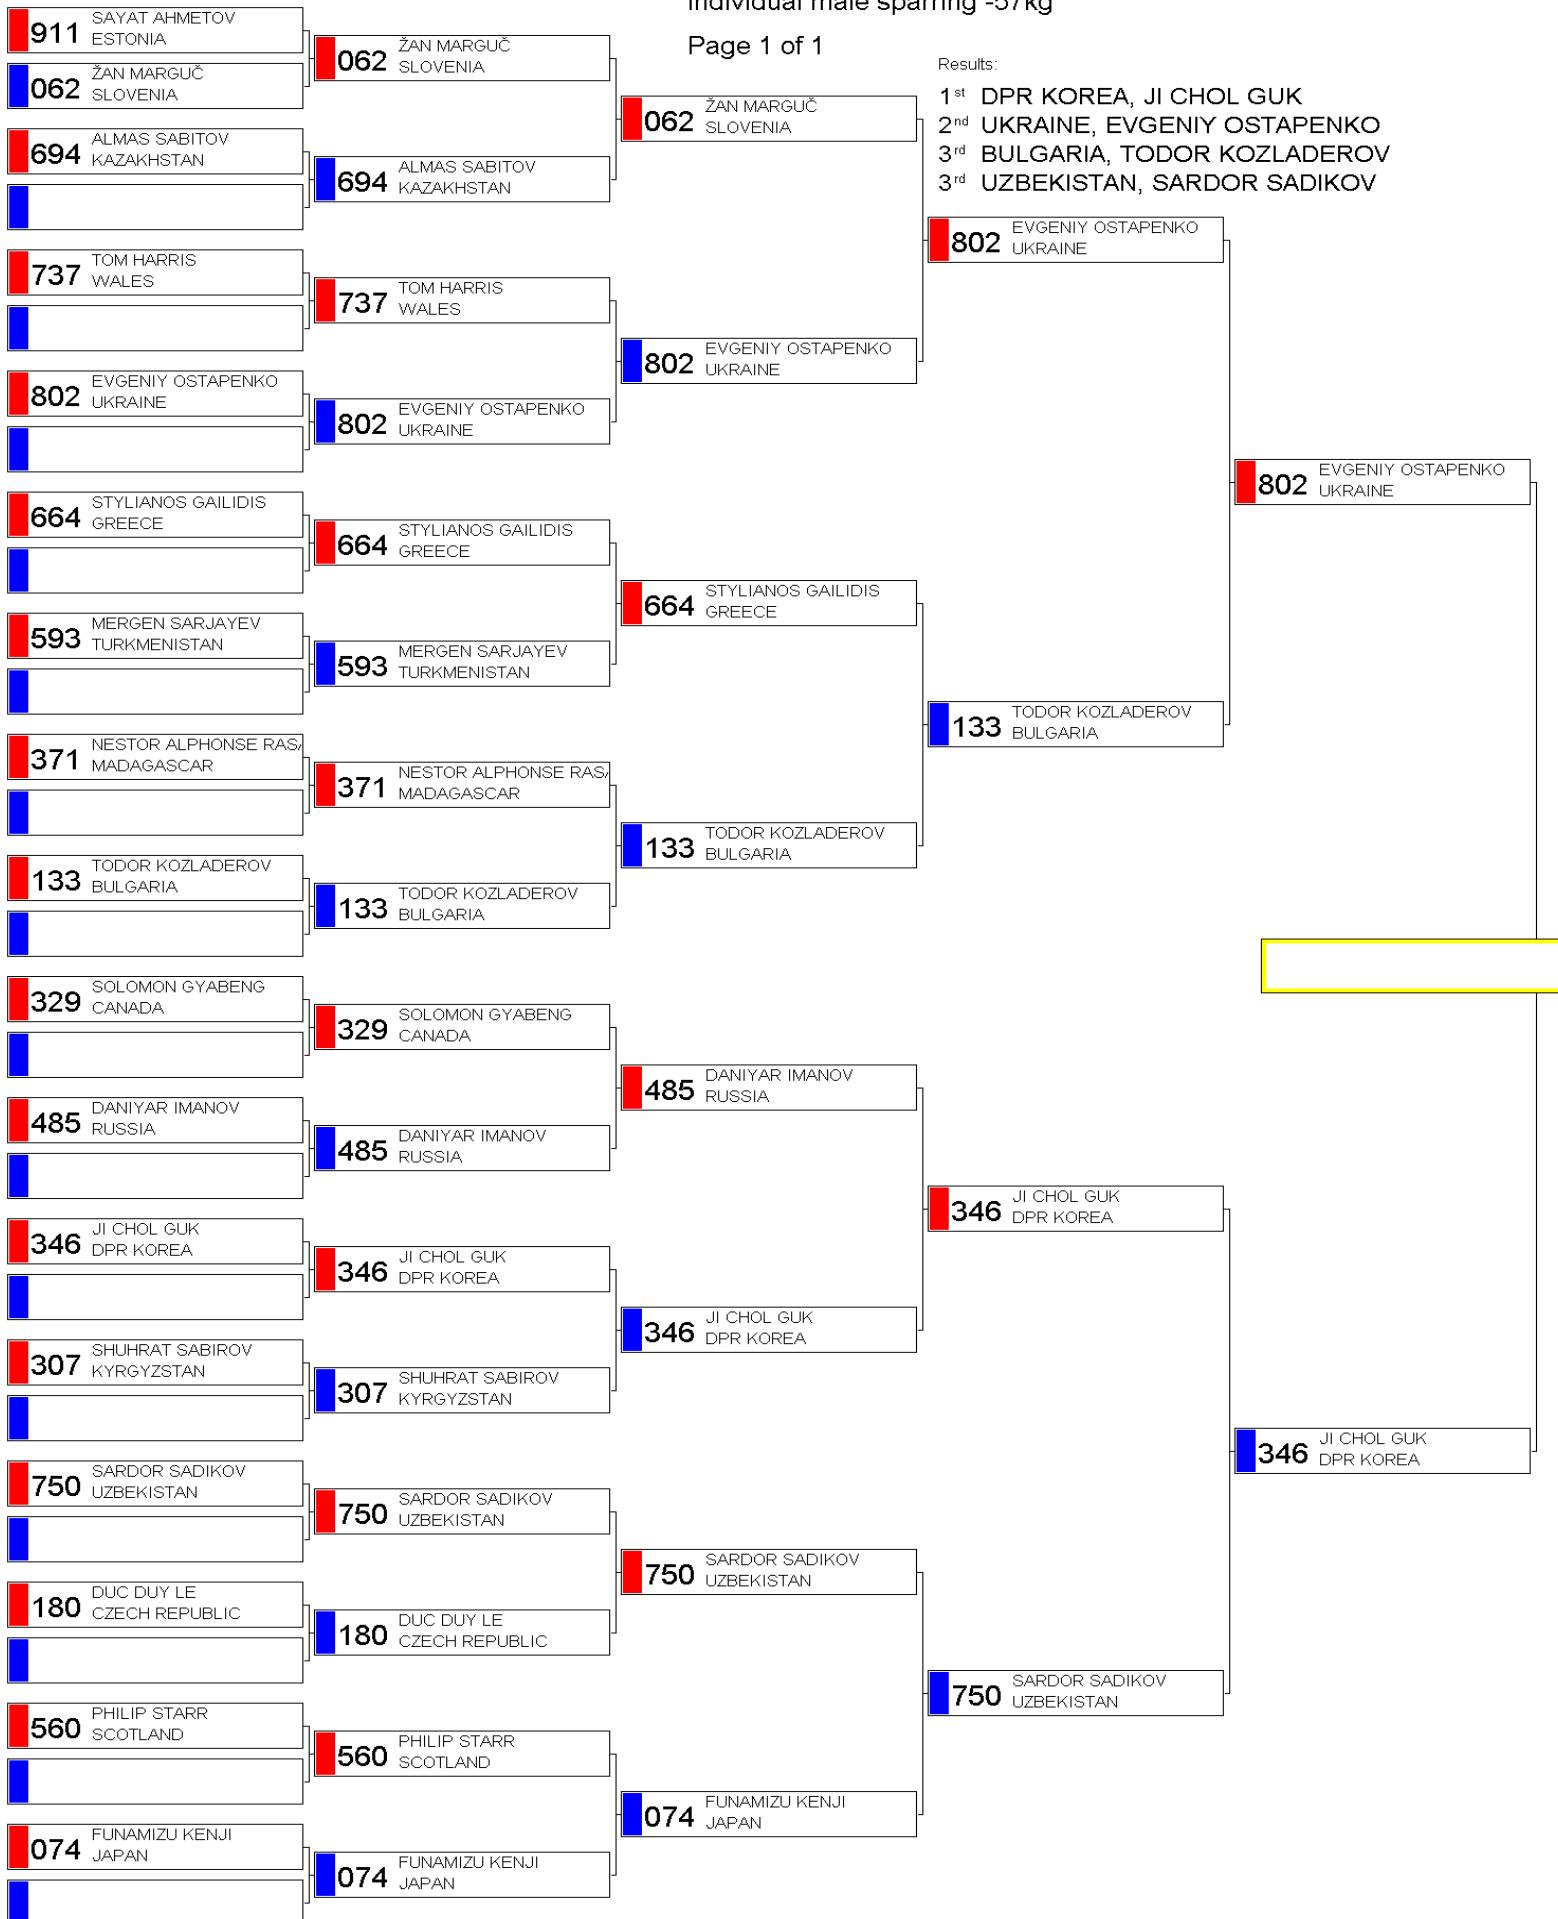 Individual male sparring -57kg
Page 1 of 1
Results:
1st DPR KOREA, JI CHOL GUK
2nd UKRAINE, EVGENIY OSTAPENKO
3rd BULGARIA, TODOR KOZLADEROV
3rd UZBEKISTAN, SARDOR SADIKOV
911 SAYAT AHMETOV
ESTONIA
062 ŽAN MARGUČ
SLOVENIA
694 ALMAS SABITOV
KAZAKHSTAN
737 TOM HARRIS
WALES
802 EVGENIY OSTAPENKO
UKRAINE
664 STYLIANOS GAILIDIS
GREECE
593 MERGEN SARJAYEV
TURKMENISTAN
371 NESTOR ALPHONSE RASA
MADAGASCAR
133 TODOR KOZLADEROV
BULGARIA
329 SOLOMON GYABENG
CANADA
485 DANIYAR IMANOV
RUSSIA
346 JI CHOL GUK
DPR KOREA
307 SHUHRAT SABIROV
KYRGYZSTAN
750 SARDOR SADIKOV
UZBEKISTAN
180 DUC DUY LE
CZECH REPUBLIC
560 PHILIP STARR
SCOTLAND
074 FUNAMIZU KENJI
JAPAN
062 ŽAN MARGUČ
SLOVENIA
694 ALMAS SABITOV
KAZAKHSTAN
737 TOM HARRIS
WALES
802 EVGENIY OSTAPENKO
UKRAINE
664 STYLIANOS GAILIDIS
GREECE
593 MERGEN SARJAYEV
TURKMENISTAN
371 NESTOR ALPHONSE RASA
MADAGASCAR
133 TODOR KOZLADEROV
BULGARIA
329 SOLOMON GYABENG
CANADA
485 DANIYAR IMANOV
RUSSIA
346 JI CHOL GUK
DPR KOREA
307 SHUHRAT SABIROV
KYRGYZSTAN
750 SARDOR SADIKOV
UZBEKISTAN
180 DUC DUY LE
CZECH REPUBLIC
560 PHILIP STARR
SCOTLAND
074 FUNAMIZU KENJI
JAPAN
062 ŽAN MARGUČ
SLOVENIA
802 EVGENIY OSTAPENKO
UKRAINE
664 STYLIANOS GAILIDIS
GREECE
133 TODOR KOZLADEROV
BULGARIA
485 DANIYAR IMANOV
RUSSIA
346 JI CHOL GUK
DPR KOREA
750 SARDOR SADIKOV
UZBEKISTAN
074 FUNAMIZU KENJI
JAPAN
802 EVGENIY OSTAPENKO
UKRAINE
133 TODOR KOZLADEROV
BULGARIA
346 JI CHOL GUK
DPR KOREA
750 SARDOR SADIKOV
UZBEKISTAN
802 EVGENIY OSTAPENKO
UKRAINE
346 JI CHOL GUK
DPR KOREA